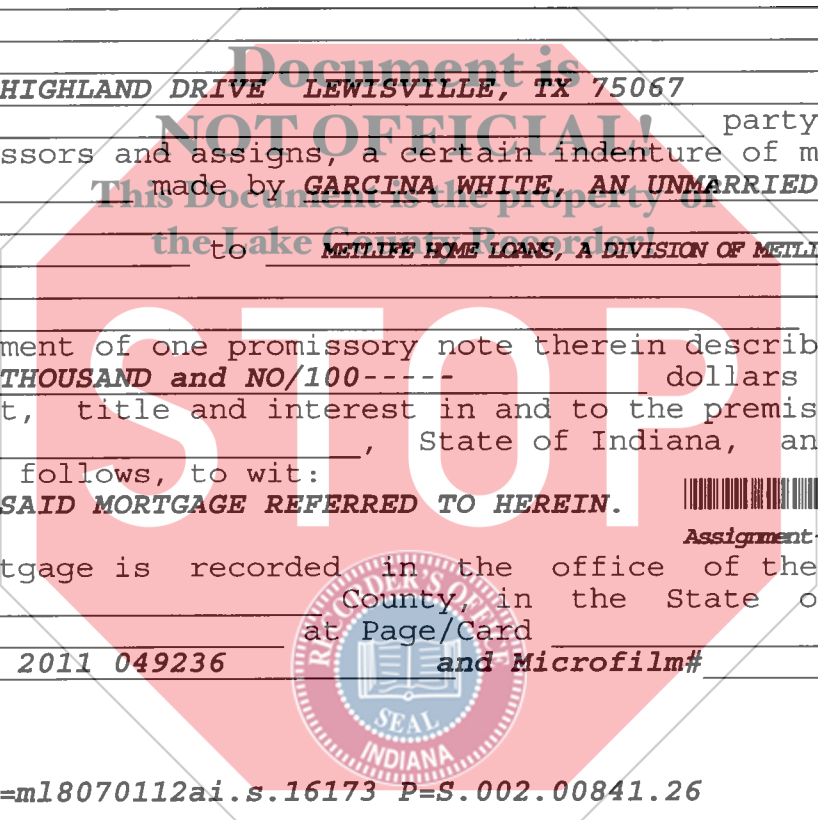 Document is
HIGHLAND DRIVE LEWISVILLE, TX 75067
NOT OFFICIAL!
party
ssors and assigns, a certain indenture of m
made by GARCINA WHITE, AN UNMARRIED
This Document is the property of
the Lake County Recorder!
to METLIFE HOME LOANS, A DIVISION OF METLI
STOP
ment of one promissory note therein describ
THOUSAND and NO/100----- dollars
t, title and interest in and to the premis
, State of Indiana, an
follows, to wit:
SAID MORTGAGE REFERRED TO HEREIN.
Assignment-
tgage is recorded in the office of the
County, in the State o
at Page/Card
2011 049236 and Microfilm#
RECORDER'S OFFICE
SEAL
INDIANA
=ml8070112ai.s.16173 P=S.002.00841.26